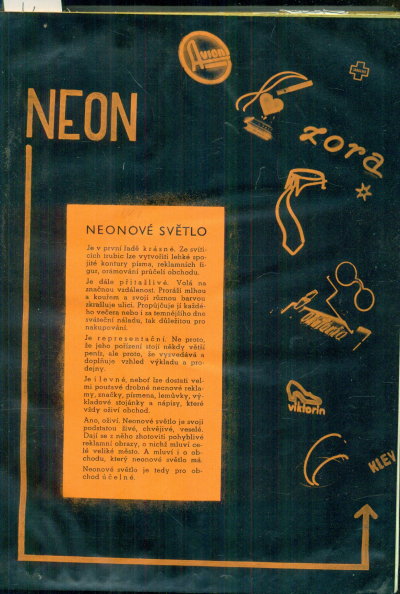 NEON
zora
NEONOVÉ SVĚTLO
Je v první řadě krásné. Ze svítí-
cích trubic lze vytvořiti lehké spo-
jité kontury písma, reklamních fi-
gur, orámování průčelí obchodu.
Je dále přitažlivé. Volá na
značnou vzdálenost. Proráží mlhou
a kouřem a svojí různou barvou
zkrášluje ulici. Propůjčuje jí každé-
ho večera nebo i za temnějšího dne
sváteční náladu, tak důležitou pro
nakupování.
Je representační. Ne proto,
že jeho pořízení stojí někdy větší
peníz, ale proto, že vyzvedává a
doplňuje vzhled výkladu a pro-
dejny.
Je i levné, neboť lze dostati vel-
mi poutavé drobné neonové rekla-
my, značky, písmena, lemůvky, vý-
kladové stojánky a nápisy, které
vždy oživí obchod.
Ano, oživí. Neonové světlo je svojí
podstatou živé, chvějivé, veselé.
Dají se z něho zhotoviti pohyblivé
reklamní obrazy, o nichž mluví ce-
lé veliké město. A mluví i o ob-
chodu, který neonové světlo má.
Neonové světlo je tedy pro ob-
chod účelné.
viktorin
KLEY